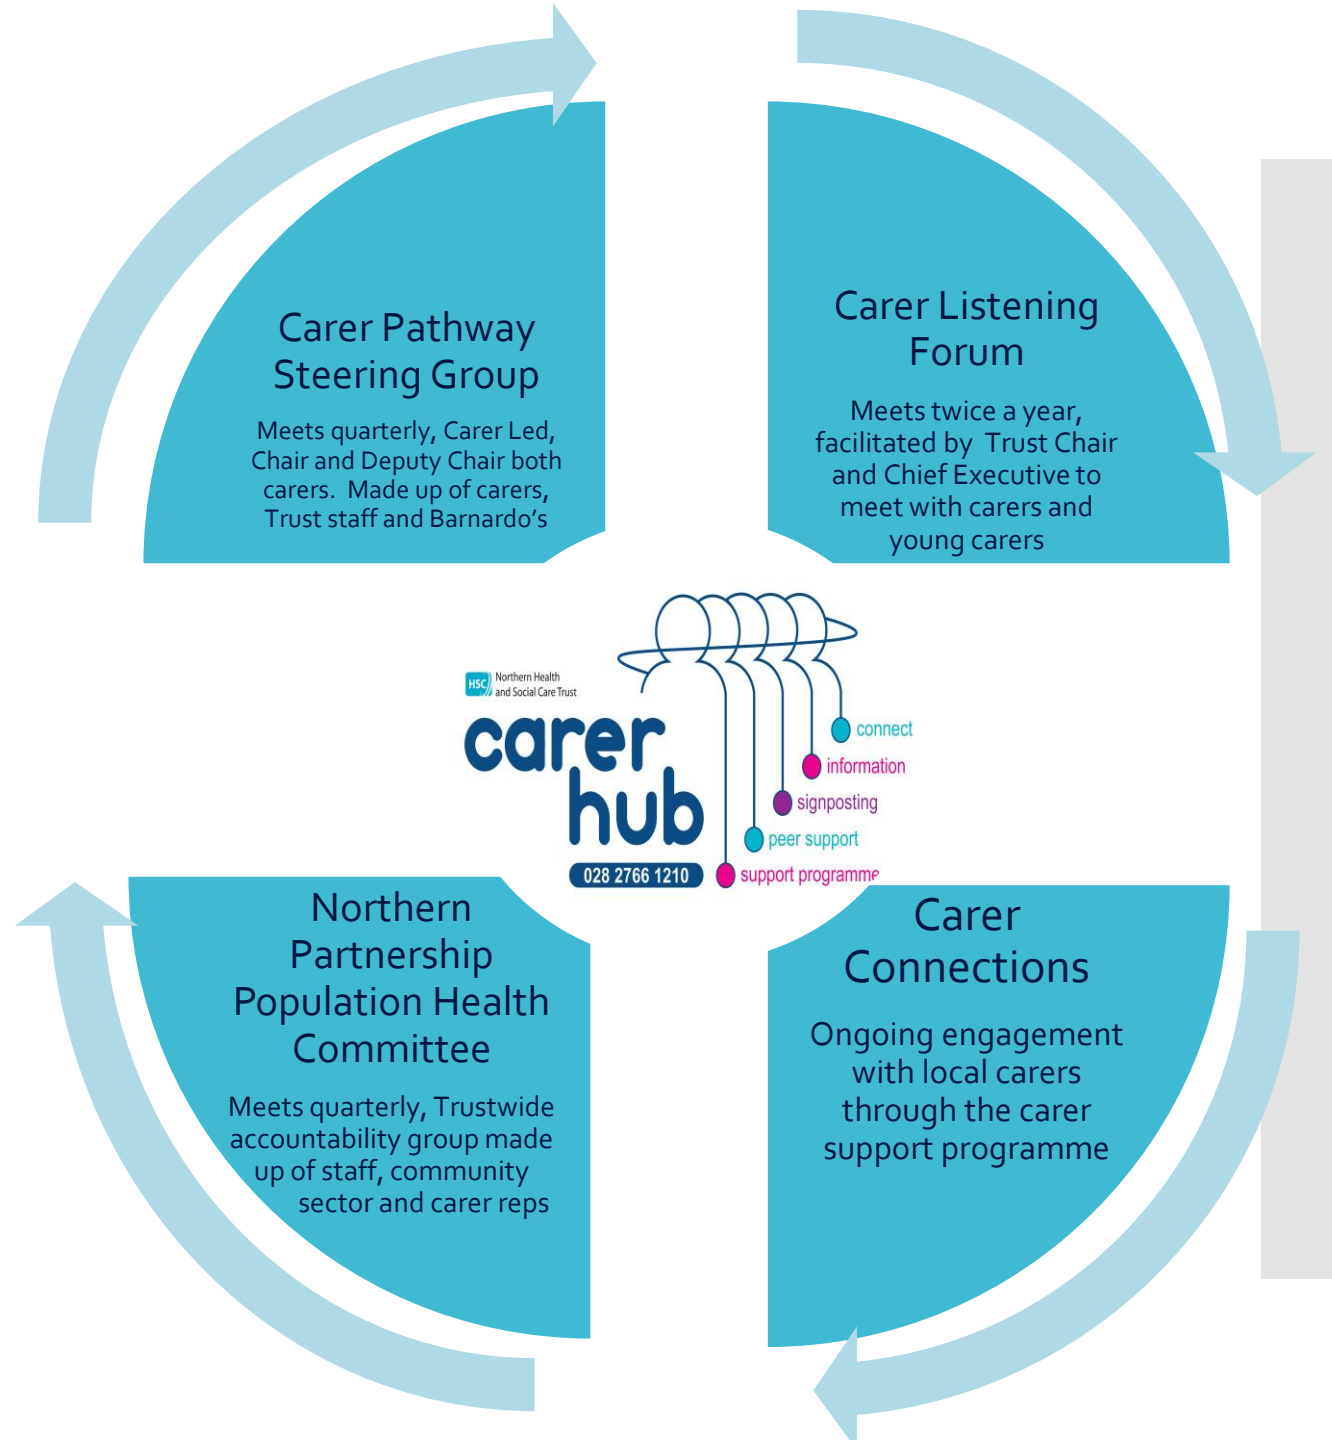 Carer Pathway
Steering Group
Meets quarterly, Carer Led,
Chair and Deputy Chair both
carers.  Made up of carers,
Trust staff and Barnardo’s
Carer Listening
Forum
Meets twice a year,
facilitated by  Trust Chair
and Chief Executive to
meet with carers and
young carers
HSC
Northern Health
and Social Care Trust
carer
hub
028 2766 1210
connect
information
signposting
peer support
support programme
Northern
Partnership
Population Health
Committee
Meets quarterly, Trustwide
accountability group made
up of staff, community
sector and carer reps
Carer
Connections
Ongoing engagement
with local carers
through the carer
support programme